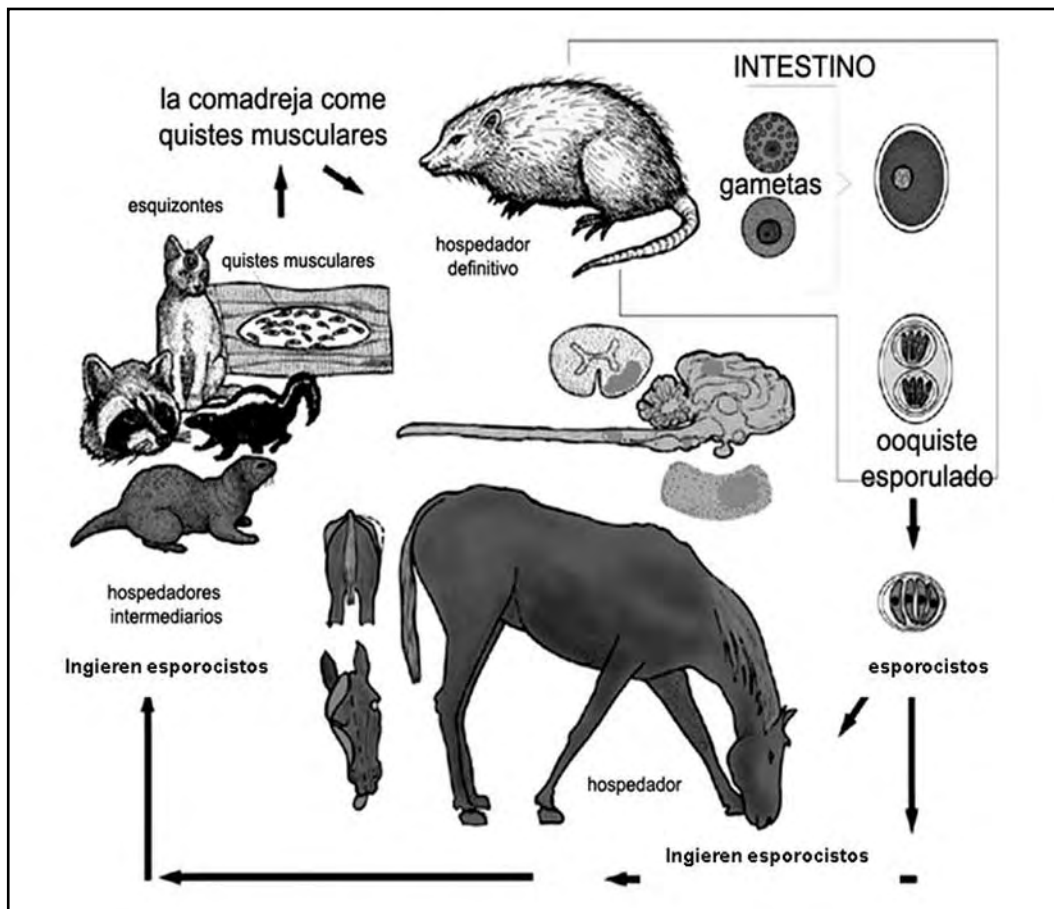 la comadreja come
quistes musculares
esquizontes
quistes musculares
hospedador
definitivo
INTESTINO
gametas
ooquiste
esporulado
hospedadores
intermediarios
Ingieren esporocistos
esporocistos
hospedador
Ingieren esporocistos